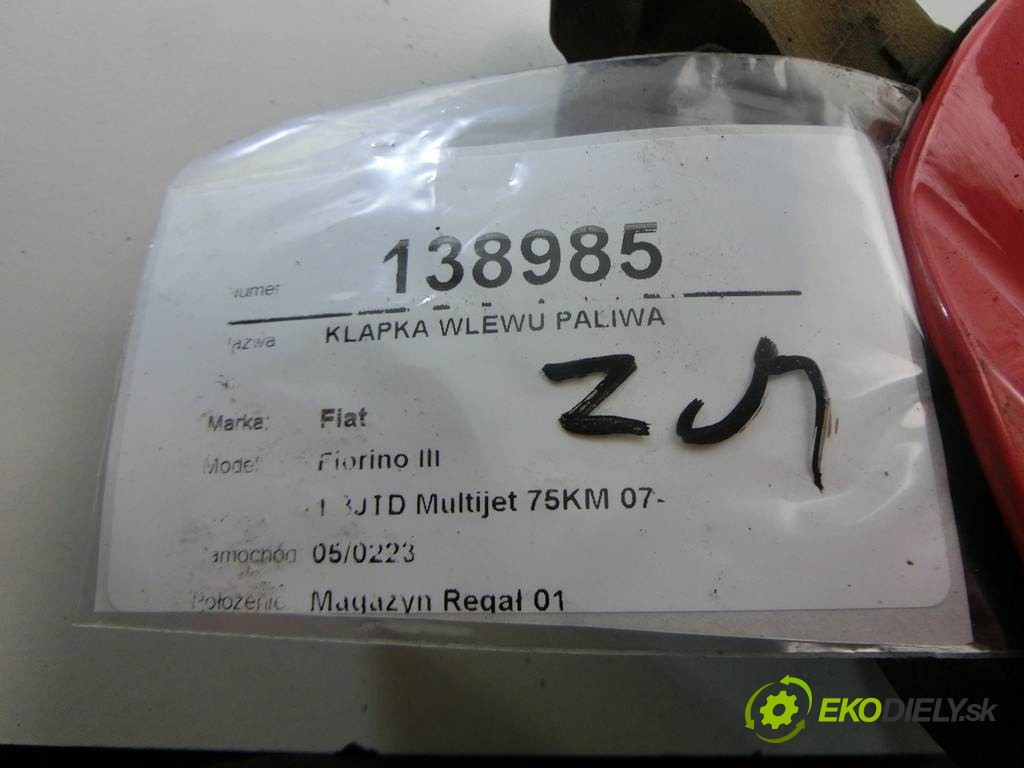 Numer 138985
Nazwa KLAPKA WLEWU PALIWA
Marka: Fiat
Model Fiorino III
1.3JTD Multijet 75KM 07-
Samochód 05/0223
Położenie Magazyn Regał 01
EKODIELY.sk